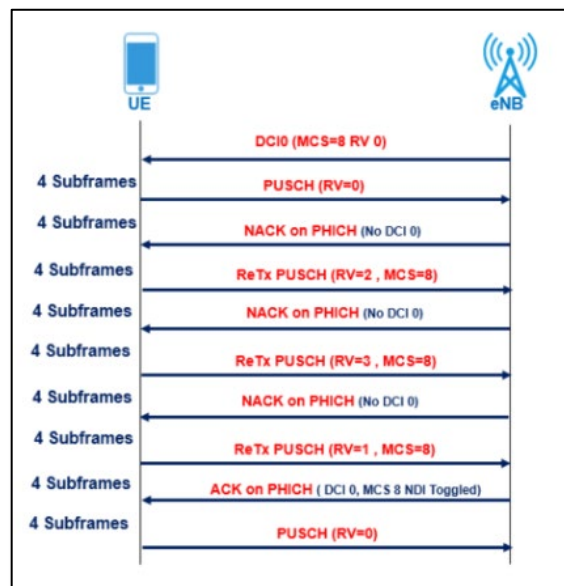 UE
eNB
DCI0 (MCS=8 RV 0)
4 Subframes
PUSCH (RV=0)
4 Subframes
NACK on PHICH (No DCI 0)
4 Subframes
ReTx PUSCH (RV=2 , MCS=8)
4 Subframes
NACK on PHICH (No DCI 0)
4 Subframes
ReTx PUSCH (RV=3 , MCS=8)
4 Subframes
NACK on PHICH (No DCI 0)
4 Subframes
ReTx PUSCH (RV=1 , MCS=8)
4 Subframes
ACK on PHICH ( DCI 0, MCS 8 NDI Toggled)
4 Subframes
PUSCH (RV=0)